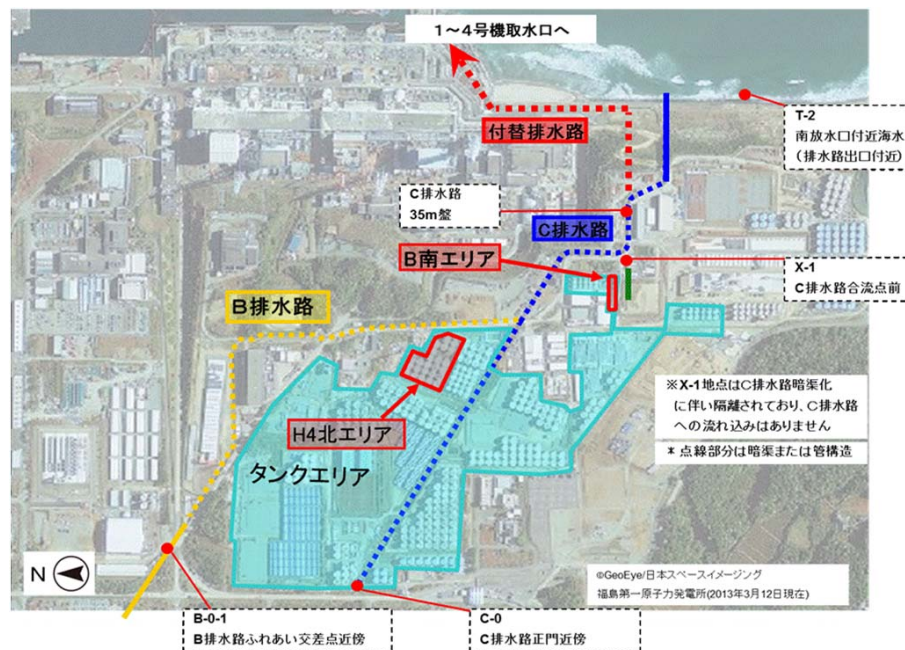 1~4号機取水口へ
付替排水路
T-2
南放水口付近海水
(排水路出口付近)
C排水路
35m盤
C排水路
B南エリア
X-1
C排水路合流点前
B排水路
※X-1地点はC排水路暗渠化
に伴い隔離されており、C排水路
への流れ込みはありません
* 点線部分は暗渠または管構造
H4北エリア
タンクエリア
N
©GeoEye/日本スペースイメージング
福島第一原子力発電所(2013年3月12日現在)
B-0-1
B排水路ふれあい交差点近傍
C-0
C排水路正門近傍